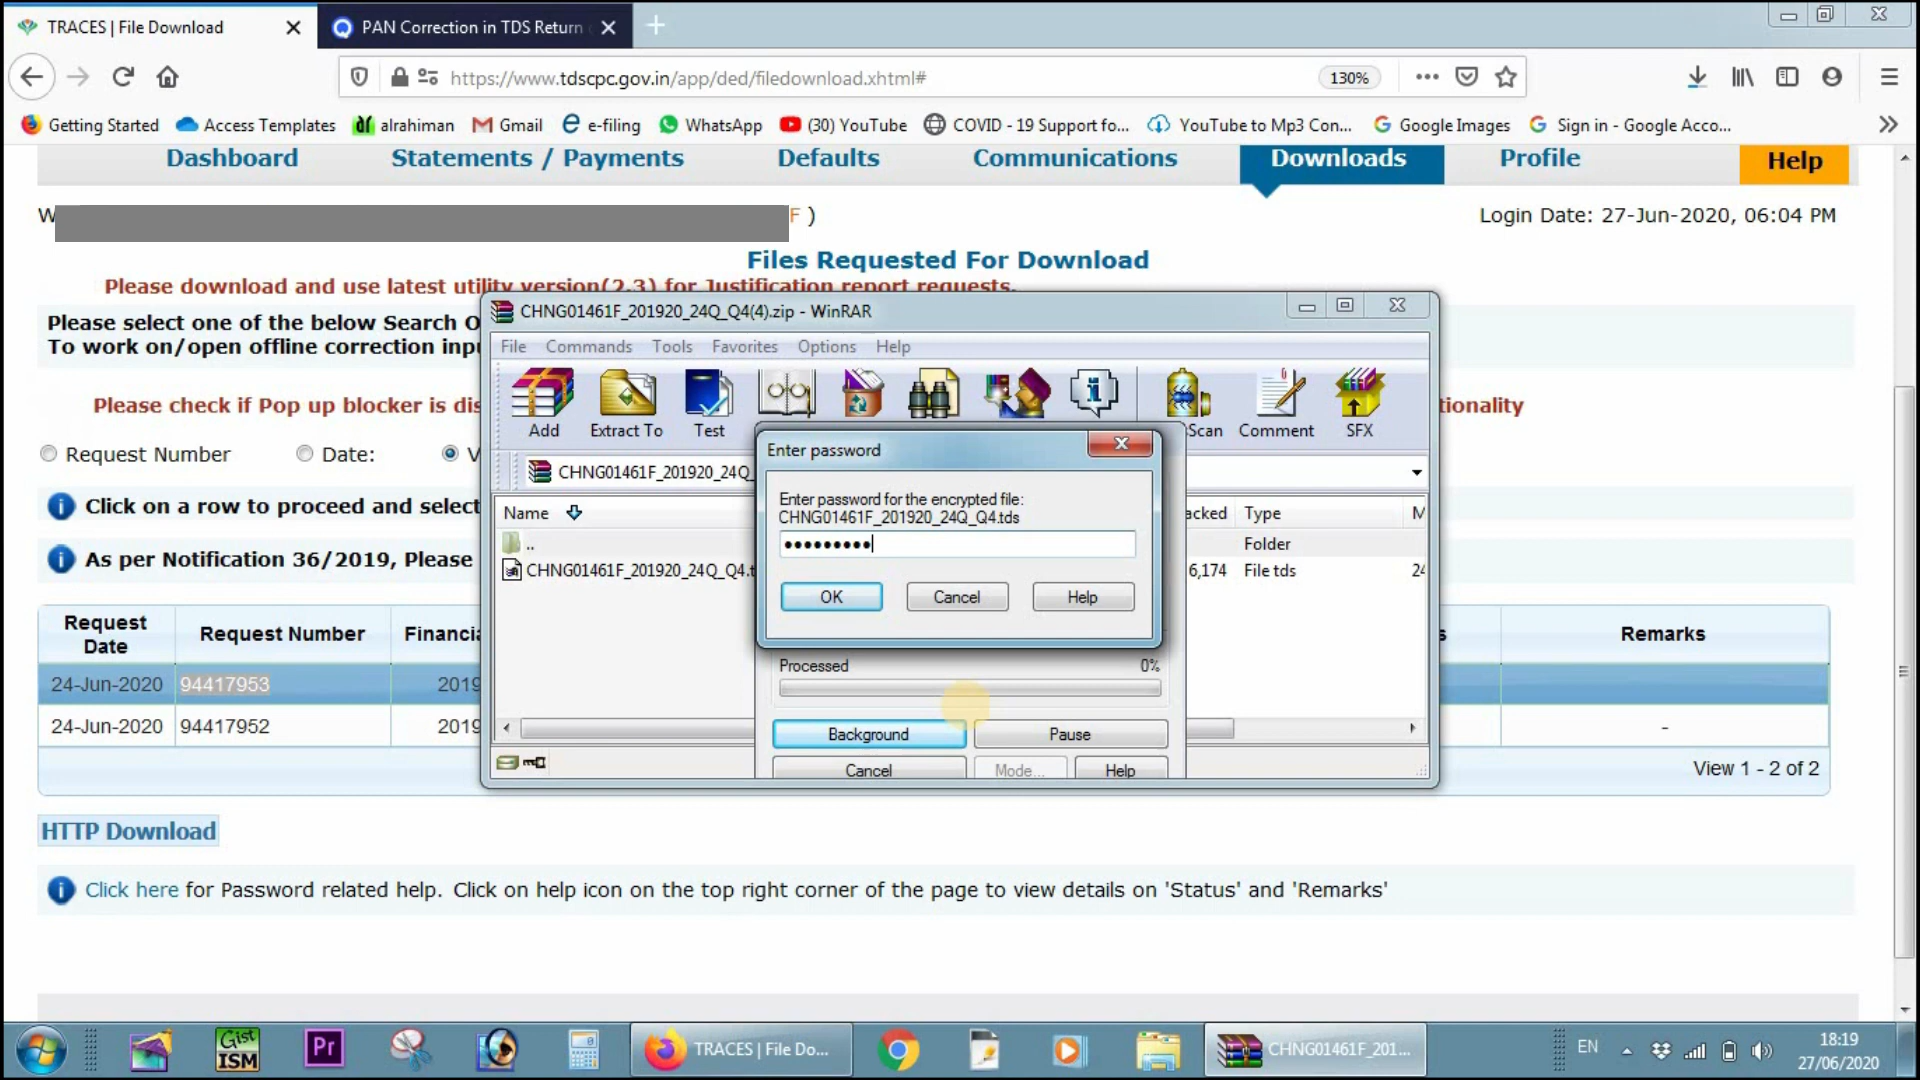 TRACES | File Download
PAN Correction in TDS Return
https://www.tdscpc.gov.in/app/ded/filedownload.xhtml#
130%
Getting Started
Access Templates
alrahiman
Gmail
e-filing
WhatsApp
(30) YouTube
COVID - 19 Support fo...
YouTube to Mp3 Con...
Google Images
Sign in - Google Acco...
Dashboard
Statements / Payments
Defaults
Communications
Downloads
Profile
Help
W
F )
Login Date: 27-Jun-2020, 06:04 PM
Files Requested For Download
Please download and use latest utility version(2.3) for Justification report requests.
Please select one of the below Search O
To work on/open offline correction inpu
Please check if Pop up blocker is dis
tionality
Request Number
Date:
V
Click on a row to proceed and select
As per Notification 36/2019, Please
Request Date
Request Number
Financia
s
Remarks
24-Jun-2020 94417953 2019
24-Jun-2020 94417952 2019 -
View 1 - 2 of 2
HTTP Download
Click here for Password related help. Click on help icon on the top right corner of the page to view details on 'Status' and 'Remarks'
CHNG01461F_201920_24Q_Q4(4).zip - WinRAR
File Commands Tools Favorites Options Help
Add
Extract To
Test
Scan
Comment
SFX
CHNG01461F_201920_24Q_
Name
acked
Type
M
..
Folder
CHNG01461F_201920_24Q_Q4.t
6,174
File tds
24
Enter password
Enter password for the encrypted file:
CHNG01461F_201920_24Q_Q4.tds
OK
Cancel
Help
Processed
0%
Background
Pause
Cancel
Mode...
Help
Gist
ISM
Pr
TRACES | File Do...
CHNG01461F_201...
EN
18:19
27/06/2020